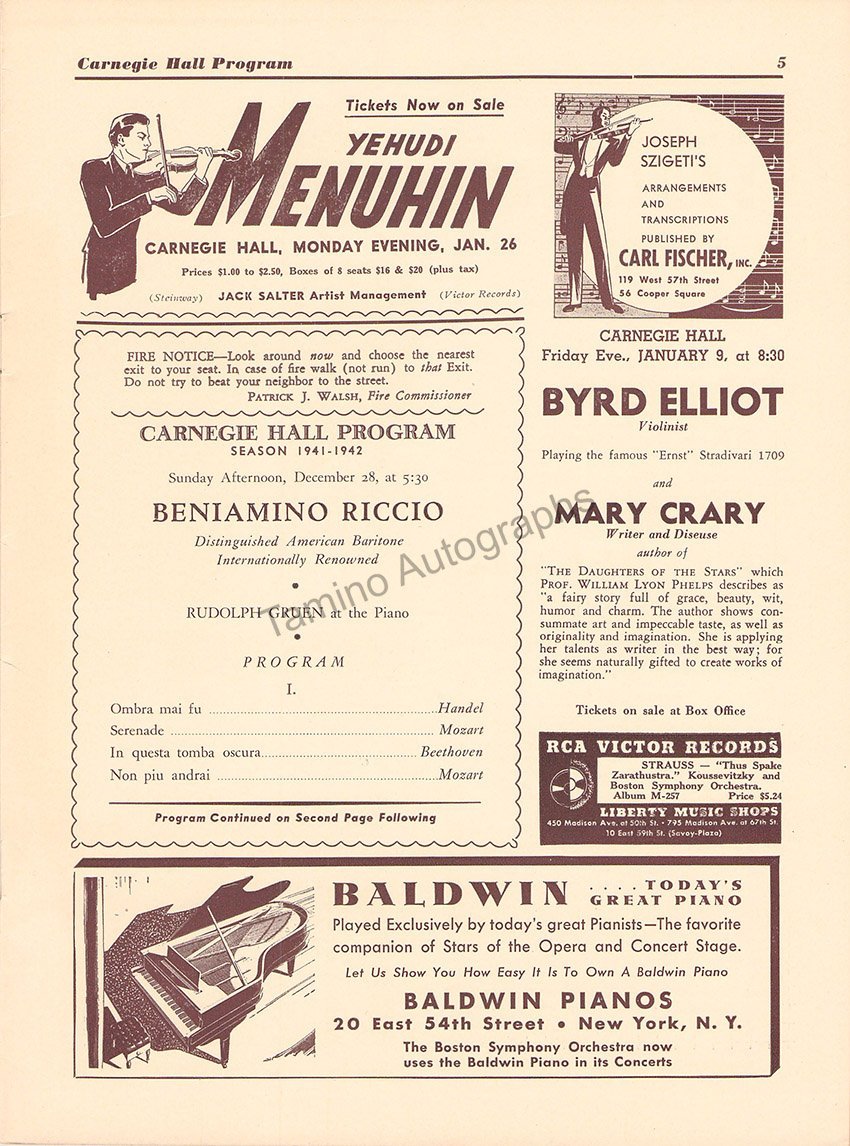 Carnegie Hall Program
5
Tickets Now on Sale
YEHUDI
MENUHIN
CARNEGIE HALL, MONDAY EVENING, JAN. 26
Prices $1.00 to $2.50, Boxes of 8 seats $16 & $20 (plus tax)
(Steinway) JACK SALTER Artist Management (Victor Records)
FIRE NOTICE—Look around now and choose the nearest
exit to your seat. In case of fire walk (not run) to that Exit.
Do not try to beat your neighbor to the street.
PATRICK J. WALSH, Fire Commissioner
CARNEGIE HALL PROGRAM
SEASON 1941-1942
Sunday Afternoon, December 28, at 5:30
BENIAMINO RICCIO
Distinguished American Baritone
Internationally Renowned
RUDOLPH GRUEN at the Piano
PROGRAM
I.
Ombra mai fu ........ Handel
Serenade ........ Mozart
In questa tomba oscura ........ Beethoven
Non piu andrai ........ Mozart
Program Continued on Second Page Following
JOSEPH
SZIGETI'S
ARRANGEMENTS
AND
TRANSCRIPTIONS
PUBLISHED BY
CARL FISCHER, INC.
119 West 57th Street
56 Cooper Square
CARNEGIE HALL
Friday Eve., JANUARY 9, at 8:30
BYRD ELLIOT
Violinist
Playing the famous "Ernst" Stradivari 1709
and
MARY CRARY
Writer and Diseuse
author of
"THE DAUGHTERS OF THE STARS" which
PROF. WILLIAM LYON PHELPS describes as
"a fairy story full of grace, beauty, wit,
humor and charm. The author shows con-
summate art and impeccable taste, as well as
originality and imagination. She is applying
her talents as writer in the best way; for
she seems naturally gifted to create works of
imagination."
Tickets on sale at Box Office
RCA VICTOR RECORDS
STRAUSS — "Thus Spake
Zarathustra." Koussevitzky and
Boston Symphony Orchestra.
Album M-257 Price $5.24
LIBERTY MUSIC SHOPS
450 Madison Ave. at 50th St. • 795 Madison Ave. at 67th St.
10 East 59th St. (Savoy-Plaza)
BALDWIN .... TODAY'S
GREAT PIANO
Played Exclusively by today's great Pianists—The favorite
companion of Stars of the Opera and Concert Stage.
Let Us Show You How Easy It Is To Own A Baldwin Piano
BALDWIN PIANOS
20 East 54th Street • New York, N. Y.
The Boston Symphony Orchestra now
uses the Baldwin Piano in its Concerts
Tamino Autographs